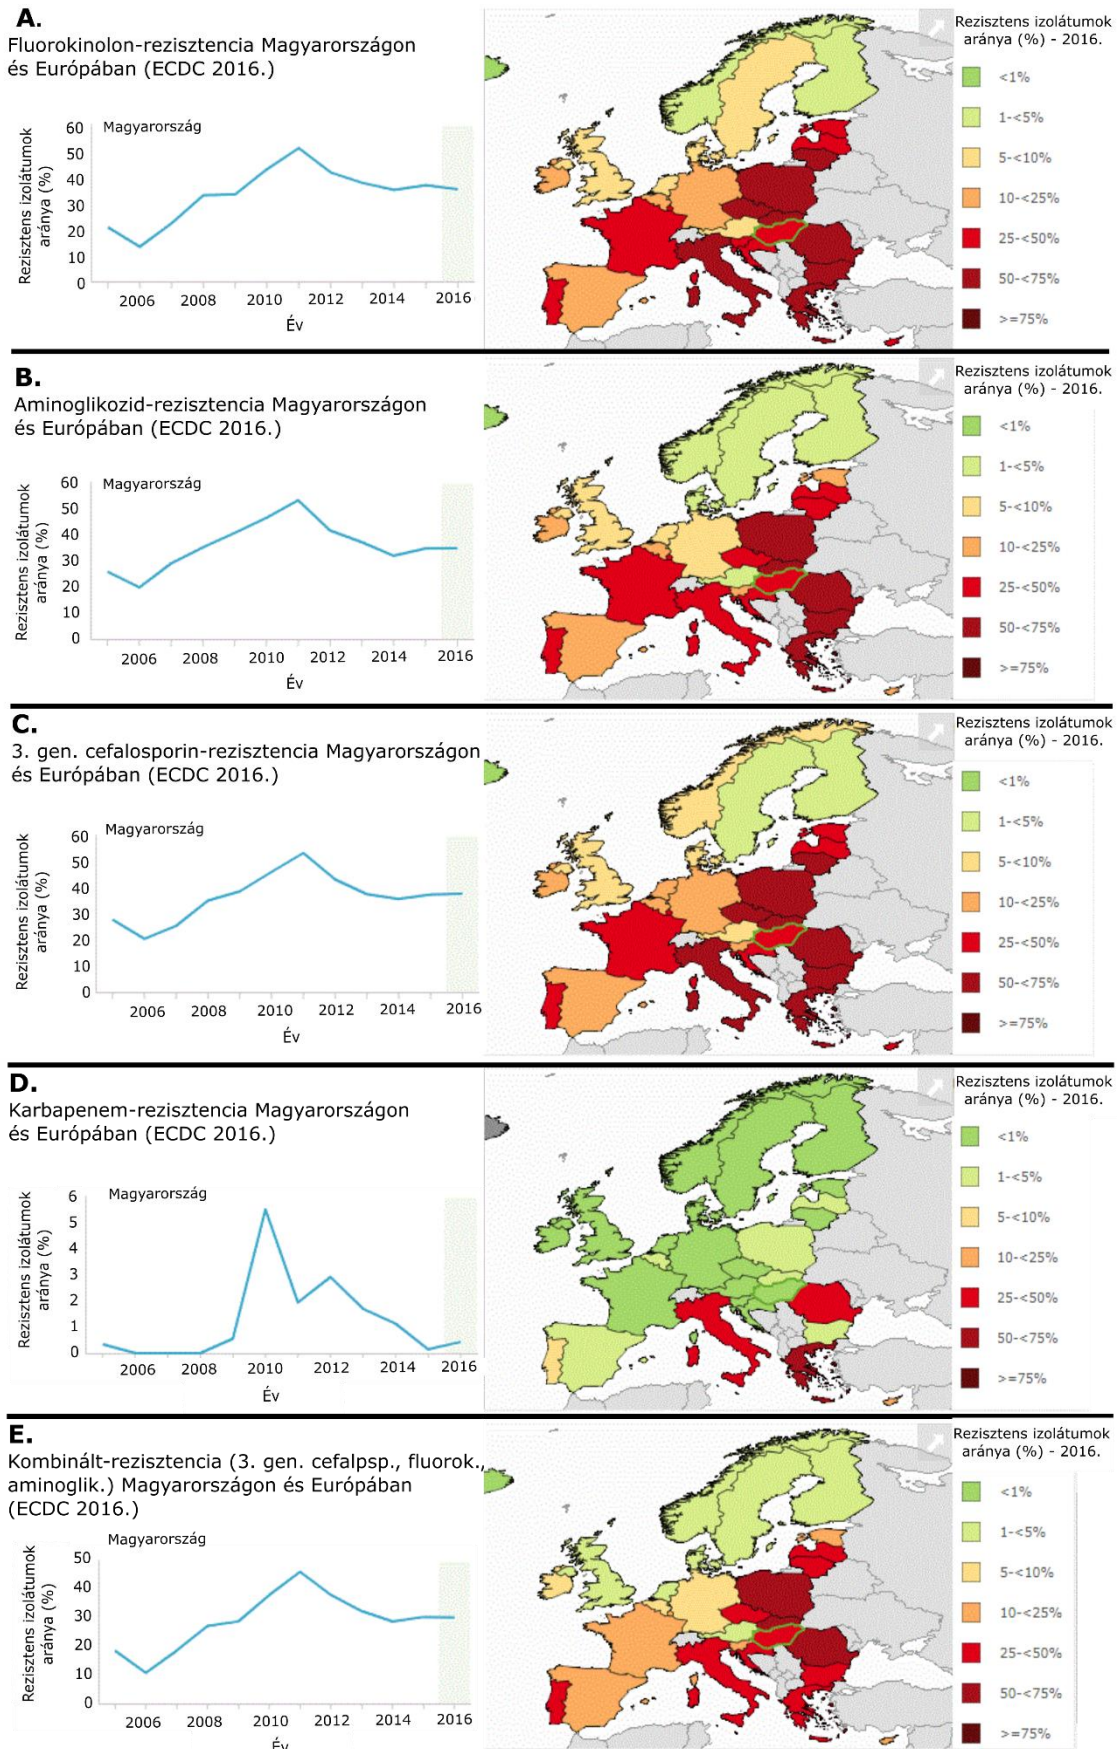 A.
Fluorokinolon-rezisztencia Magyarországon
és Európában (ECDC 2016.)
Magyarország
Rezisztens izolátumok
aránya (%)
60
50
40
30
20
10
0
2006
2008
2010
2012
2014
2016
Év
Rezisztens izolátumok
aránya (%) - 2016.
<1%
1-<5%
5-<10%
10-<25%
25-<50%
50-<75%
>=75%
B.
Aminoglikozid-rezisztencia Magyarországon
és Európában (ECDC 2016.)
Magyarország
Rezisztens izolátumok
aránya (%)
60
50
40
30
20
10
0
2006
2008
2010
2012
2014
2016
Év
Rezisztens izolátumok
aránya (%) - 2016.
<1%
1-<5%
5-<10%
10-<25%
25-<50%
50-<75%
>=75%
C.
3. gen. cefalosporin-rezisztencia Magyarországon
és Európában (ECDC 2016.)
Magyarország
Rezisztens izolátumok
aránya (%)
60
50
40
30
20
10
0
2006
2008
2010
2012
2014
2016
Év
Rezisztens izolátumok
aránya (%) - 2016.
<1%
1-<5%
5-<10%
10-<25%
25-<50%
50-<75%
>=75%
D.
Karbapenem-rezisztencia Magyarországon
és Európában (ECDC 2016.)
Magyarország
Rezisztens izolátumok
aránya (%)
6
5
4
3
2
1
0
2006
2008
2010
2012
2014
2016
Év
Rezisztens izolátumok
aránya (%) - 2016.
<1%
1-<5%
5-<10%
10-<25%
25-<50%
50-<75%
>=75%
E.
Kombinált-rezisztencia (3. gen. cefalpsp., fluorok.,
aminoglik.) Magyarországon és Európában
(ECDC 2016.)
Magyarország
Rezisztens izolátumok
aránya (%)
50
40
30
20
10
0
2006
2008
2010
2012
2014
2016
Év
Rezisztens izolátumok
aránya (%) - 2016.
<1%
1-<5%
5-<10%
10-<25%
25-<50%
50-<75%
>=75%